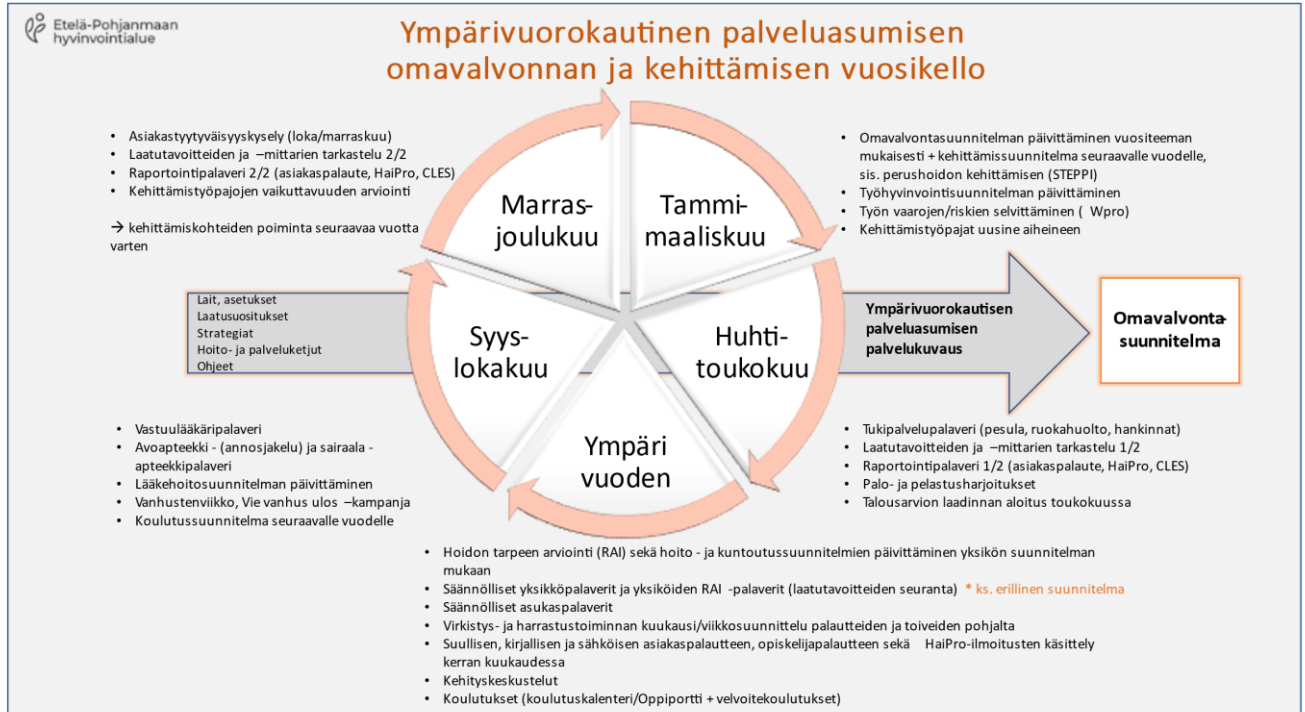 Etelä-Pohjanmaan
hyvinvointialue
Ympärivuorokautinen palveluasumisen
omavalvonnan ja kehittämisen vuosikello
• Asiakastyytyväisyyskysely (loka/marraskuu)
• Laatutavoitteiden ja –mittarien tarkastelu 2/2
• Raportointipalaveri 2/2 (asiakaspalaute, HaiPro, CLES)
• Kehittämistyöpajojen vaikuttavuuden arviointi
→ kehittämiskohteiden poiminta seuraavaa vuotta
varten
Marras-
joulukuu
Tammi-
maaliskuu
• Omavalvontasuunnitelman päivittäminen vuositeeman
mukaisesti + kehittämissuunnitelma seuraavalle vuodelle,
sis. perushoidon kehittämisen (STEPPI)
• Työhyvinvointisuunnitelman päivittäminen
• Työn vaarojen/riskien selvittäminen ( Wpro)
• Kehittämistyöpajat uusine aiheineen
Lait, asetukset
Laatusuositukset
Strategiat
Hoito- ja palveluketjut
Ohjeet
Syys-
lokakuu
Huhti-
toukokuu
Ympärivuorokautisen
palveluasumisen
palvelukuvaus
Omavalvonta-
suunnitelma
• Vastuulääkäripalaveri
• Avoapteekki - (annosjakelu) ja sairaala -
apteekkipalaveri
• Lääkehoitosuunnitelman päivittäminen
• Vanhustenviikko, Vie vanhus ulos –kampanja
• Koulutussuunnitelma seuraavalle vuodelle
Ympäri
vuoden
• Tukipalvelupalaveri (pesula, ruokahuolto, hankinnat)
• Laatutavoitteiden ja –mittarien tarkastelu 1/2
• Raportointipalaveri 1/2 (asiakaspalaute, HaiPro, CLES)
• Palo- ja pelastusharjoitukset
• Talousarvion laadinnan aloitus toukokuussa
• Hoidon tarpeen arviointi (RAI) sekä hoito - ja kuntoutussuunnitelmien päivittäminen yksikön suunnitelman
mukaan
• Säännölliset yksikköpalaverit ja yksiköiden RAI -palaverit (laatutavoitteiden seuranta) * ks. erillinen suunnitelma
• Säännölliset asukaspalaverit
• Virkistys- ja harrastustoiminnan kuukausi/viikkosuunnittelu palautteiden ja toiveiden pohjalta
• Suullisen, kirjallisen ja sähköisen asiakaspalautteen, opiskelijapalautteen sekä HaiPro-ilmoitusten käsittely
kerran kuukaudessa
• Kehityskeskustelut
• Koulutukset (koulutuskalenteri/Oppiportti + velvoitekoulutukset)